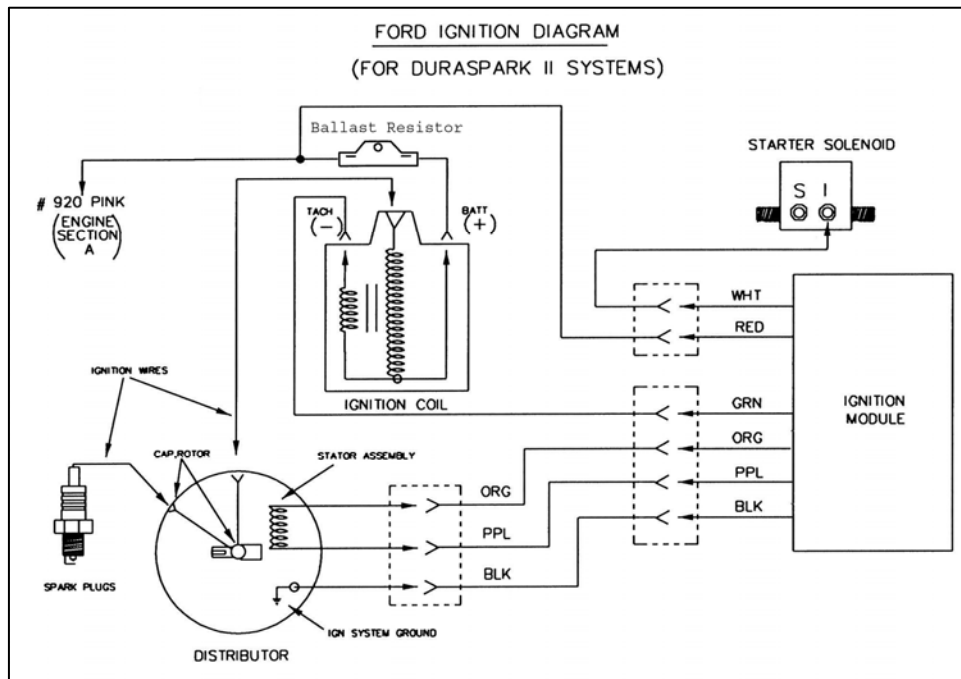 FORD IGNITION DIAGRAM
(FOR DURASPARK II SYSTEMS)
Ballast Resistor
STARTER SOLENOID
S I
# 920 PINK
(ENGINE
SECTION
A)
TACH
(-)
BATT
(+)
WHT
RED
IGNITION WIRES
IGNITION COIL
GRN
IGNITION
MODULE
ORG
CAP,ROTOR
STATOR ASSEMBLY
PPL
ORG
BLK
PPL
BLK
SPARK PLUGS
IGN SYSTEM GROUND
DISTRIBUTOR